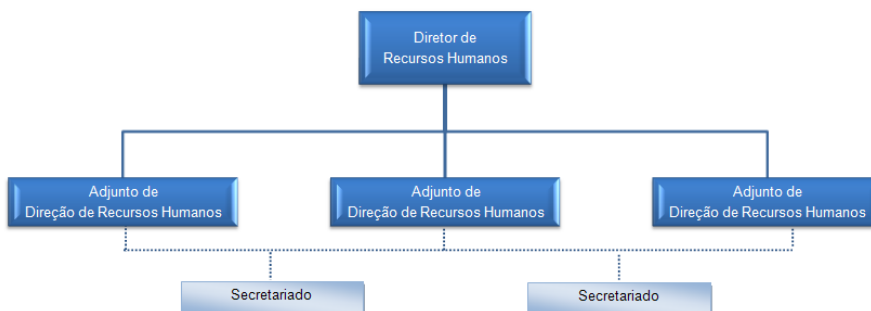 Diretor de
Recursos Humanos
Adjunto de
Direção de Recursos Humanos
Adjunto de
Direção de Recursos Humanos
Adjunto de
Direção de Recursos Humanos
Secretariado
Secretariado